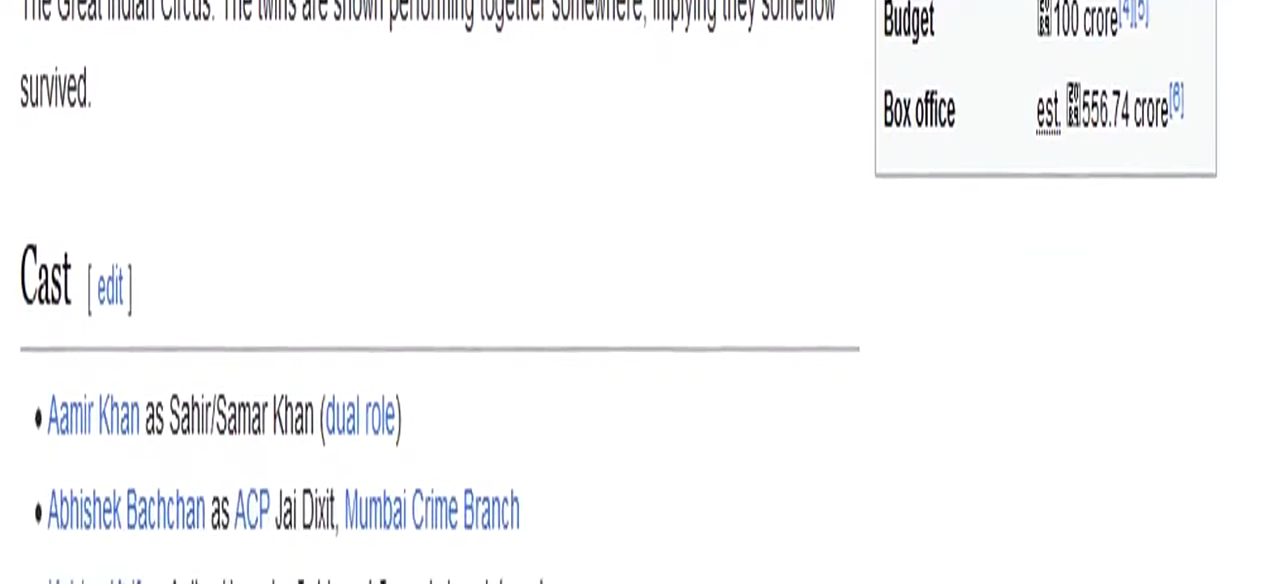 The Great Indian Circus. The twins are shown performing together somewhere, implying they somehow
survived.
Budget 100 crore[4][5]
Box office est. 556.74 crore[6]
Cast [ edit ]
• Aamir Khan as Sahir/Samar Khan (dual role)
• Abhishek Bachchan as ACP Jai Dixit, Mumbai Crime Branch